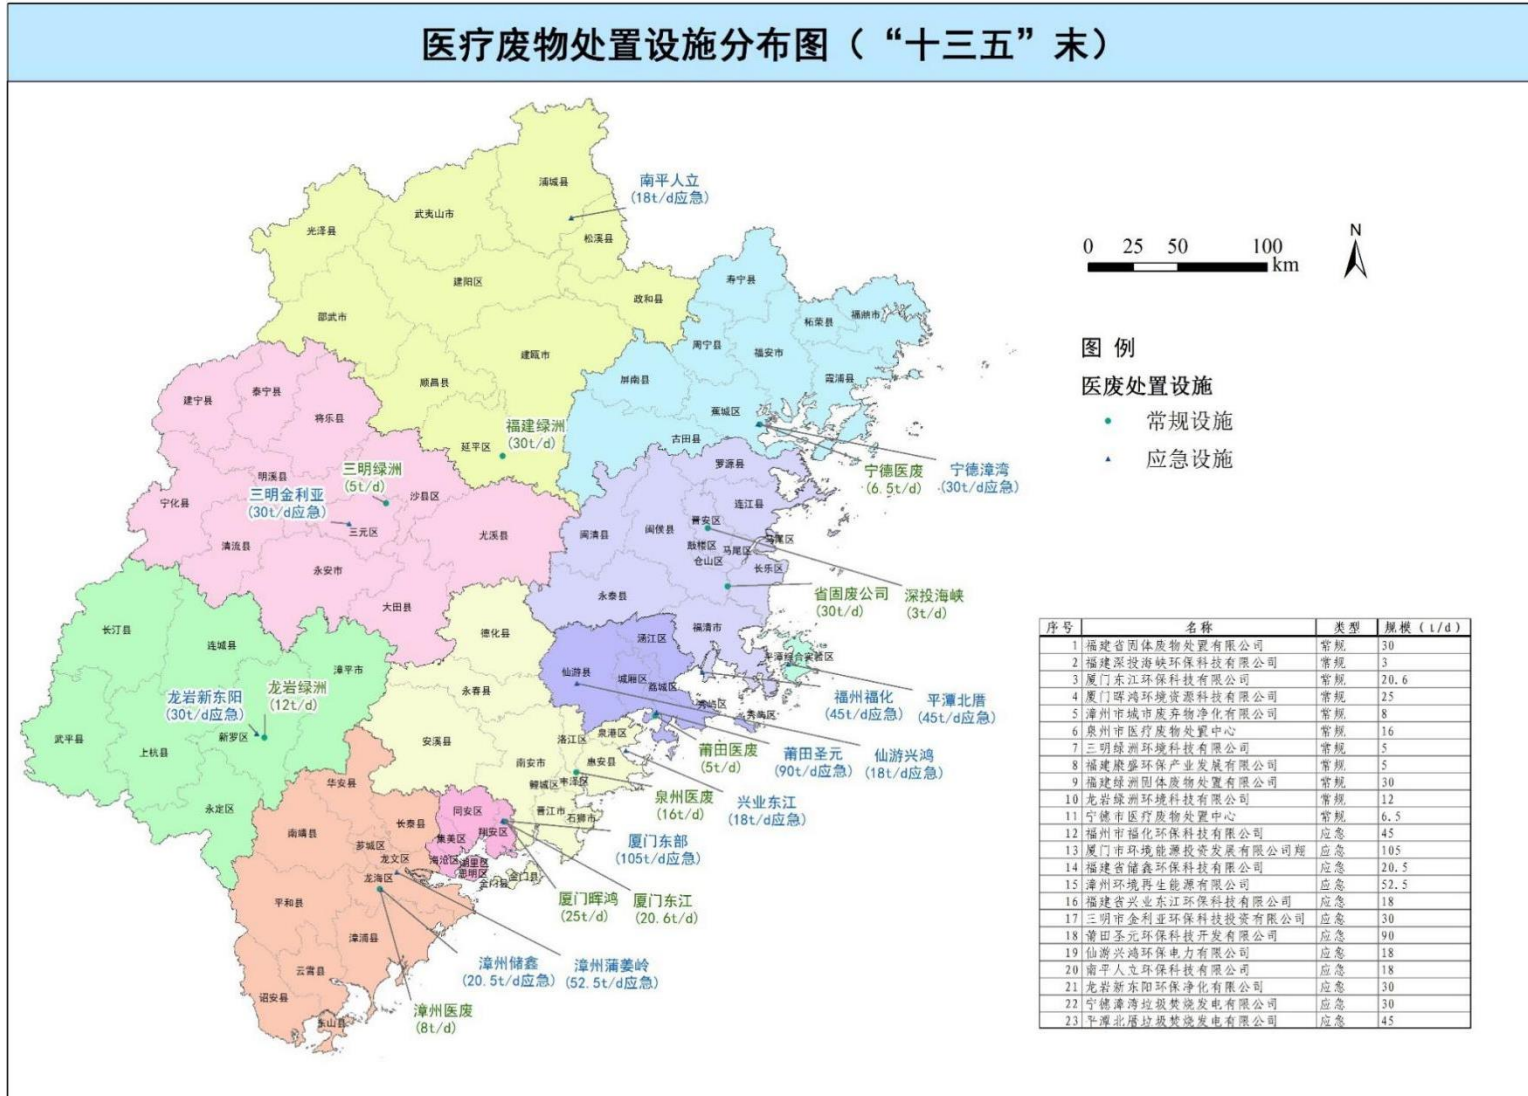 医疗废物处置设施分布图（“十三五”末）
南平人立
(18t/d应急)
浦城县
武夷山市
光泽县
松溪县
建阳区
政和县
邵武市
建瓯市
顺昌县
延平区
福建绿洲
(30t/d)
寿宁县
柘荣县
福鼎市
周宁县
福安市
屏南县
霞浦县
蕉城区
古田县
宁德医废
(6.5t/d)
宁德漳湾
(30t/d应急)
建宁县
泰宁县
将乐县
明溪县
三明绿洲
(5t/d)
沙县区
宁化县
三明金利亚
(30t/d应急)
三元区
清流县
尤溪县
永安市
大田县
罗源县
连江县
闽清县
闽侯县
晋安区
鼓楼区
马尾区
马尾区
仓山区
长乐区
永泰县
福清市
省固废公司
(30t/d)
深投海峡
(3t/d)
平潭综合实验区
福州福化
(45t/d应急)
平潭北厝
(45t/d应急)
长汀县
连城县
漳平市
龙岩新东阳
(30t/d应急)
龙岩绿洲
(12t/d)
新罗区
武平县
上杭县
永定区
德化县
永春县
安溪县
南安市
洛江区
泉港区
惠安县
鲤城区
丰泽区
晋江市
石狮市
金门县
金门县
涵江区
仙游县
城厢区
荔城区
秀屿区
秀屿区
莆田医废
(5t/d)
莆田圣元
(90t/d应急)
仙游兴鸿
(18t/d应急)
泉州医废
(16t/d)
兴业东江
(18t/d应急)
厦门东部
(105t/d应急)
厦门晖鸿
(25t/d)
厦门东江
(20.6t/d)
同安区
翔安区
集美区
海沧区
湖里区
思明区
华安县
南靖县
长泰县
芗城区
龙文区
龙海区
平和县
漳浦县
云霄县
诏安县
东山县
漳州储鑫
(20.5t/d应急)
漳州蒲姜岭
(52.5t/d应急)
漳州医废
(8t/d)
0 25 50 100
km
N
图 例
医废处置设施
常规设施
应急设施
序号 名称 类型 规模（t/d）
1 福建省固体废物处置有限公司 常规 30
2 福建深投海峡环保科技有限公司 常规 3
3 厦门东江环保科技有限公司 常规 20.6
4 厦门晖鸿环境资源科技有限公司 常规 25
5 漳州市城市废弃物净化有限公司 常规 8
6 泉州市医疗废物处置中心 常规 16
7 三明绿洲环境科技有限公司 常规 5
8 福建康盛环保产业发展有限公司 常规 5
9 福建绿洲固体废物处置有限公司 常规 30
10 龙岩绿洲环境科技有限公司 常规 12
11 宁德市医疗废物处置中心 常规 6.5
12 福州市福化环保科技有限公司 应急 45
13 厦门市环境能源投资发展有限公司翔 应急 105
14 福建省储鑫环保科技有限公司 应急 20.5
15 漳州环境再生能源有限公司 应急 52.5
16 福建省兴业东江环保科技有限公司 应急 18
17 三明市金利亚环保科技投资有限公司 应急 30
18 莆田圣元环保科技开发有限公司 应急 90
19 仙游兴鸿环保电力有限公司 应急 18
20 南平人立环保科技有限公司 应急 18
21 龙岩新东阳环保净化有限公司 应急 30
22 宁德漳湾垃圾焚烧发电有限公司 应急 30
23 平潭北厝垃圾焚烧发电有限公司 应急 45